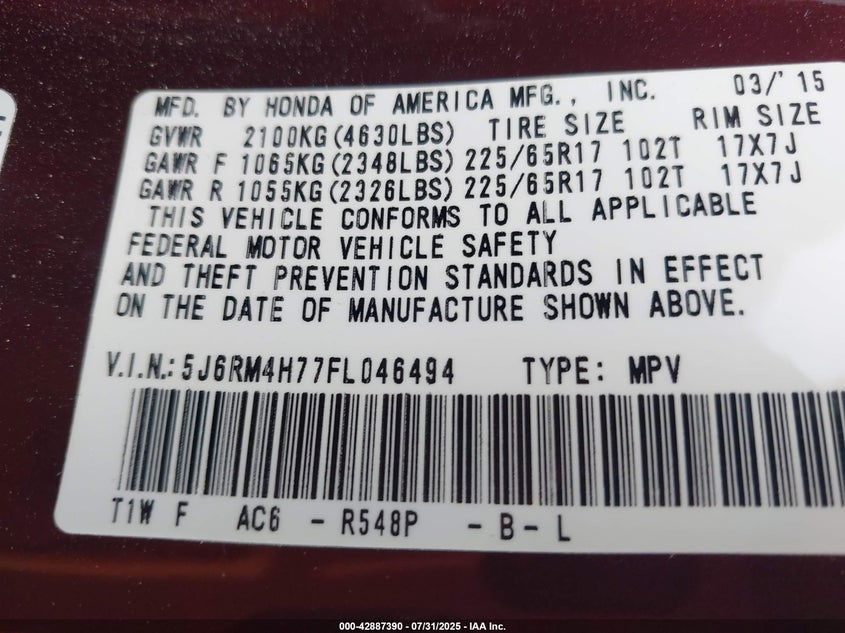 MFD. BY HONDA OF AMERICA MFG., INC. 03/'15
GVWR 2100KG(4630LBS) TIRE SIZE RIM SIZE
GAWR F 1065KG(2348LBS) 225/65R17 102T 17X7J
GAWR R 1055KG(2326LBS) 225/65R17 102T 17X7J
THIS VEHICLE CONFORMS TO ALL APPLICABLE
FEDERAL MOTOR VEHICLE SAFETY
AND THEFT PREVENTION STANDARDS IN EFFECT
ON THE DATE OF MANUFACTURE SHOWN ABOVE.
V.I.N.: 5J6RM4H77FL046494 TYPE: MPV
T1W F AC6 - R548P - B - L
000-42887390 - 07/31/2025 - IAA Inc.